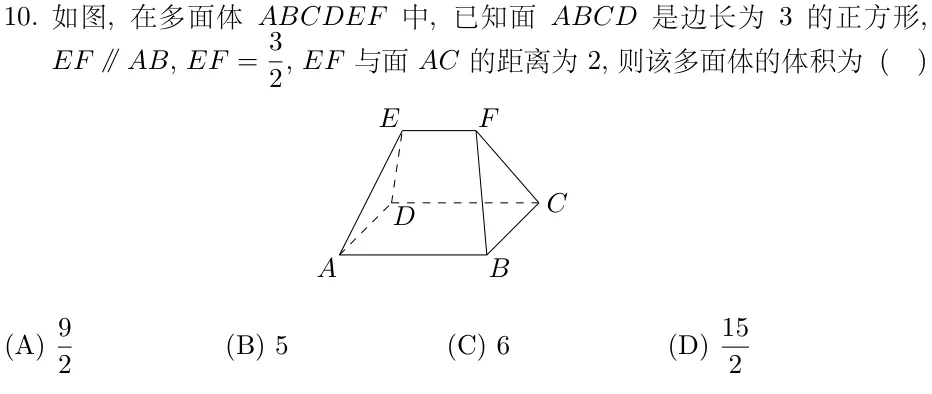 10. 如图, 在多面体 ABCDEF 中, 已知面 ABCD 是边长为 3 的正方形,
EF ∥ AB, EF = 3/2, EF 与面 AC 的距离为 2, 则该多面体的体积为 ( )
E F
D C
A B
(A) 9/2 (B) 5 (C) 6 (D) 15/2